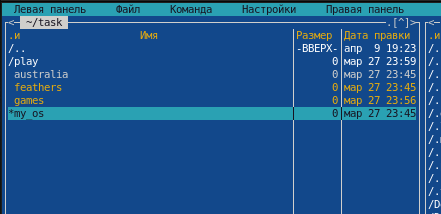 Левая панель Файл Команда Настройки Правая панель
<- ~/task .[^]> <-
.и Имя Размер Дата правки .и
/.. -ВВЕРХ- апр 9 19:23 /.
/play 0 мар 27 23:59 /.
australia 0 мар 27 23:45 /.
feathers 0 мар 27 23:45 /.
games 0 мар 27 23:56 /.
*my_os 0 мар 27 23:45 /.
/.
/.
/.
/.
/.
/D